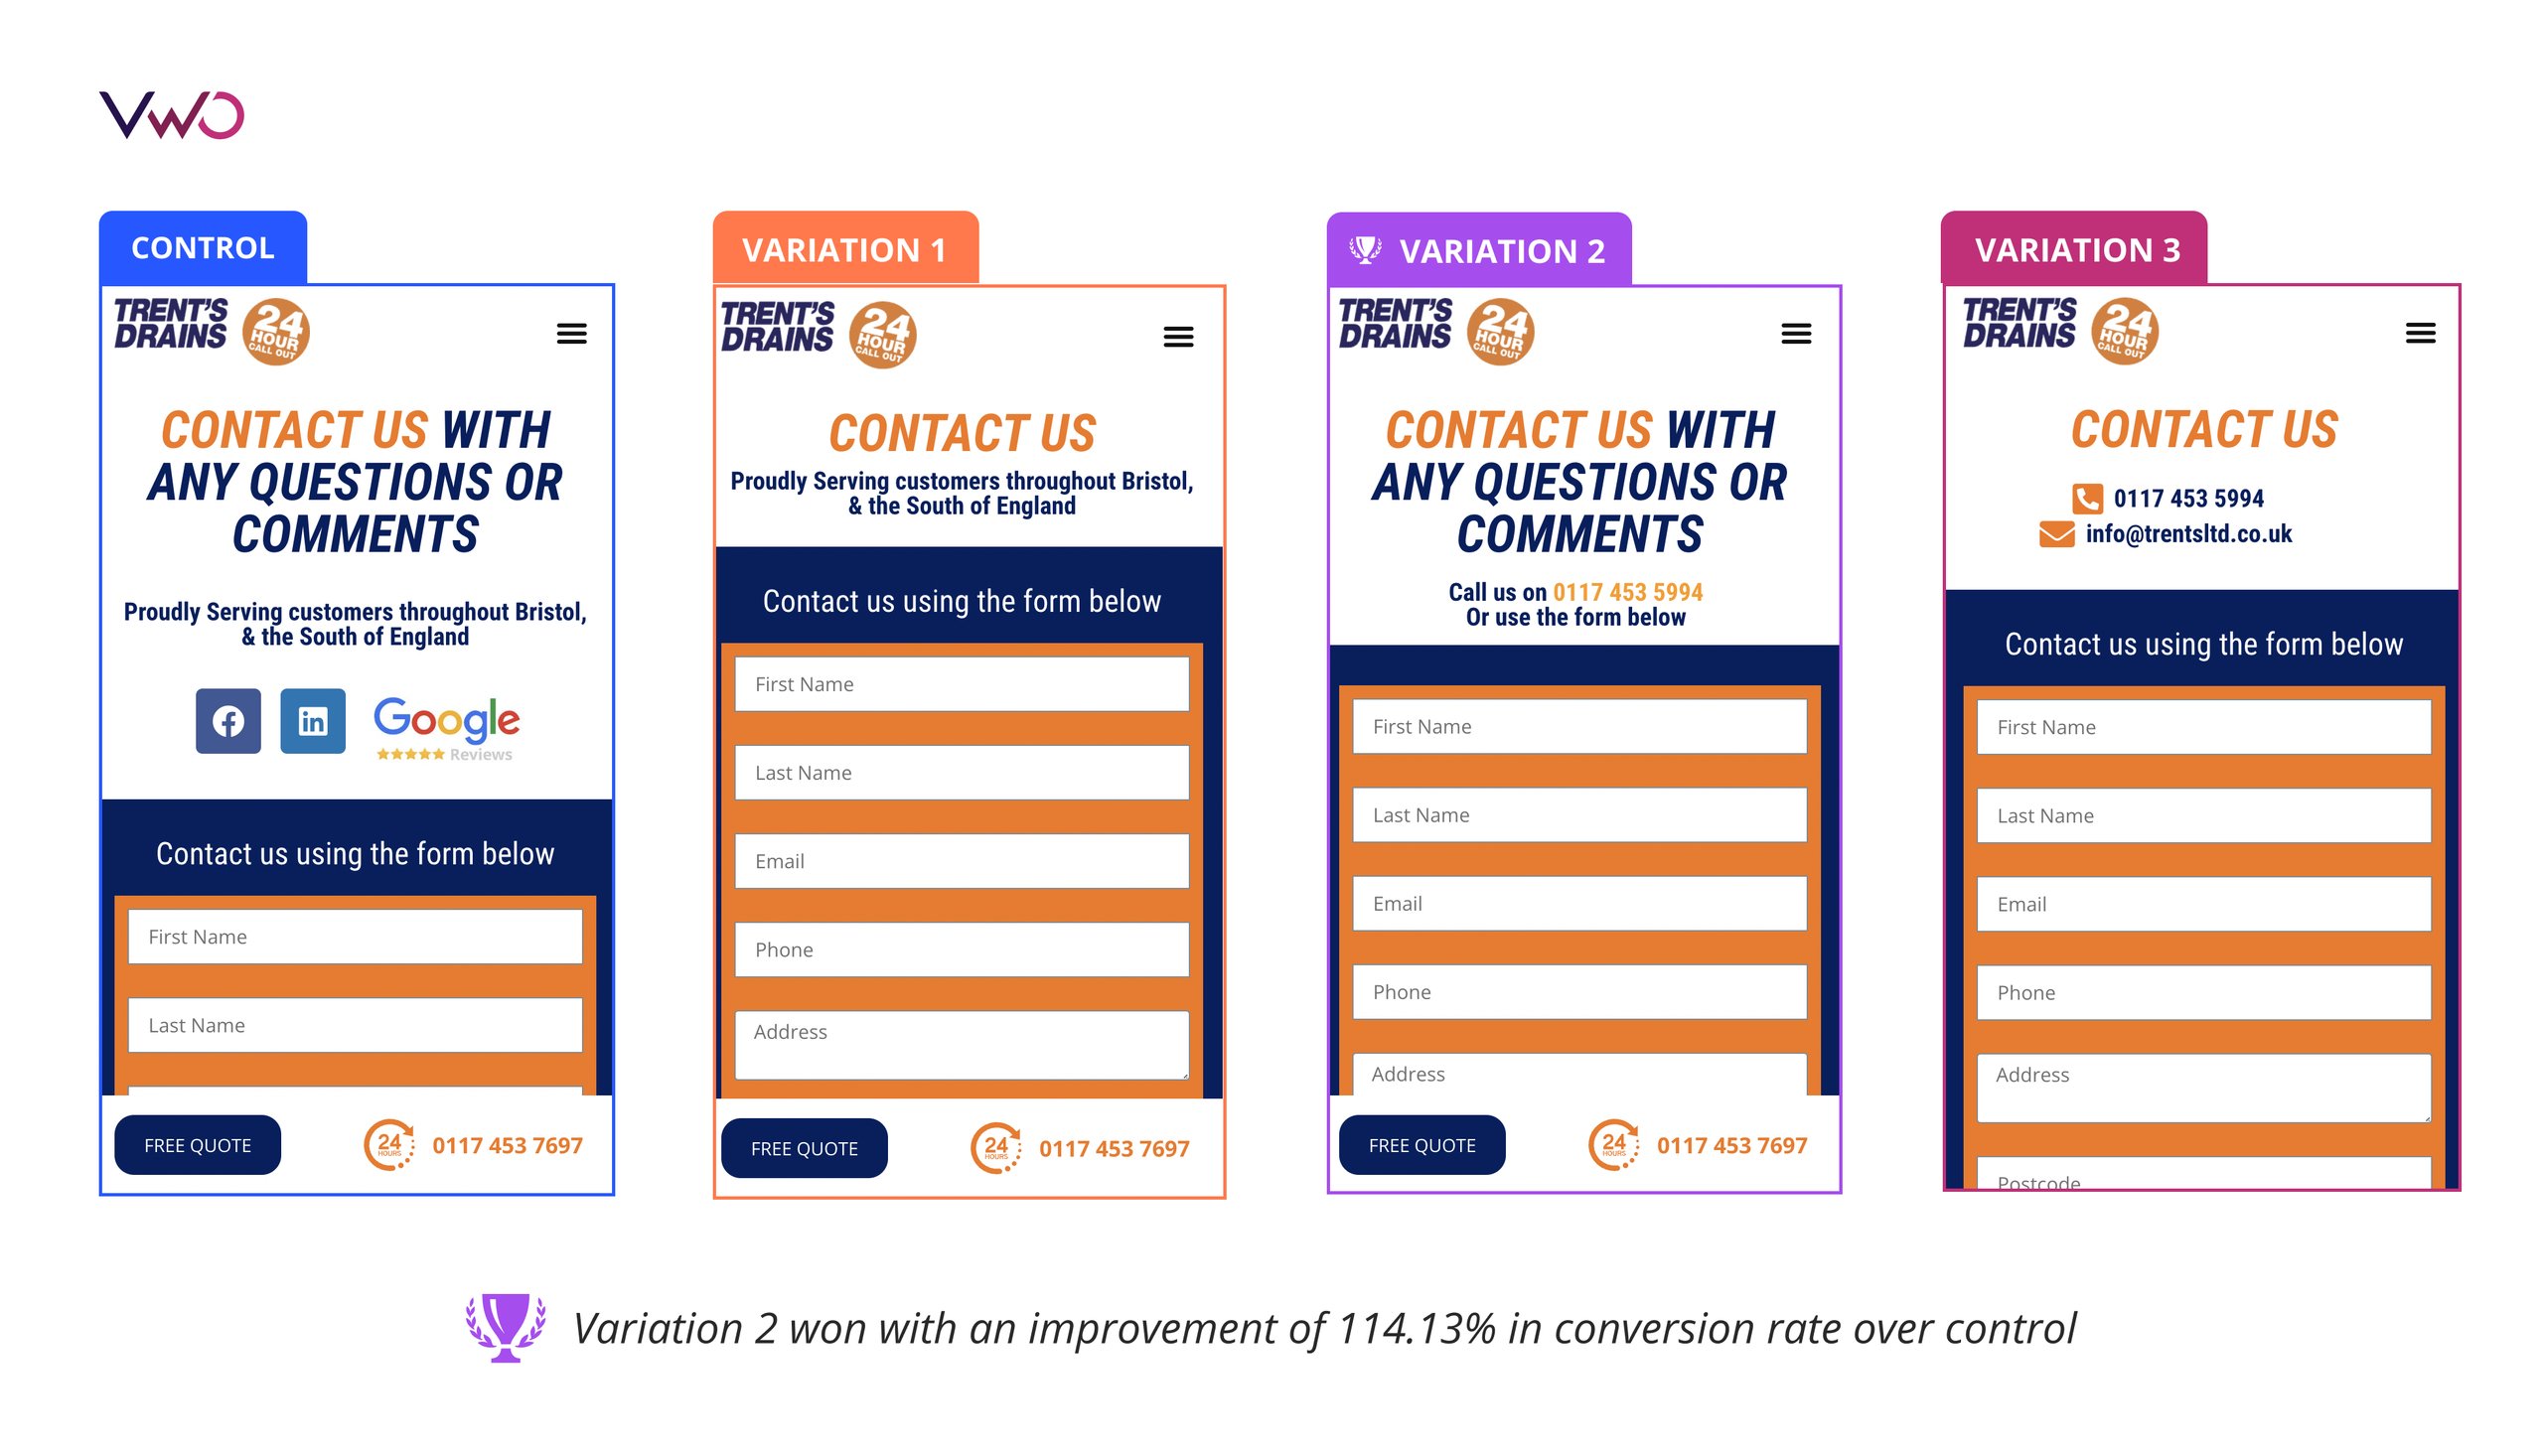 VWO
CONTROL
TRENT'S
DRAINS
24
HOUR
CALL OUT
CONTACT US WITH
ANY QUESTIONS OR
COMMENTS
Proudly Serving customers throughout Bristol,
& the South of England
Google
Reviews
Contact us using the form below
First Name
Last Name
FREE QUOTE
24
HOURS
0117 453 7697
VARIATION 1
TRENT'S
DRAINS
24
HOUR
CALL OUT
CONTACT US
Proudly Serving customers throughout Bristol,
& the South of England
Contact us using the form below
First Name
Last Name
Email
Phone
Address
FREE QUOTE
24
HOURS
0117 453 7697
VARIATION 2
TRENT'S
DRAINS
24
HOUR
CALL OUT
CONTACT US WITH
ANY QUESTIONS OR
COMMENTS
Call us on 0117 453 5994
Or use the form below
First Name
Last Name
Email
Phone
Address
FREE QUOTE
24
HOURS
0117 453 7697
VARIATION 3
TRENT'S
DRAINS
24
HOUR
CALL OUT
CONTACT US
0117 453 5994
info@trentsltd.co.uk
Contact us using the form below
First Name
Last Name
Email
Phone
Address
Postcode
Variation 2 won with an improvement of 114.13% in conversion rate over control